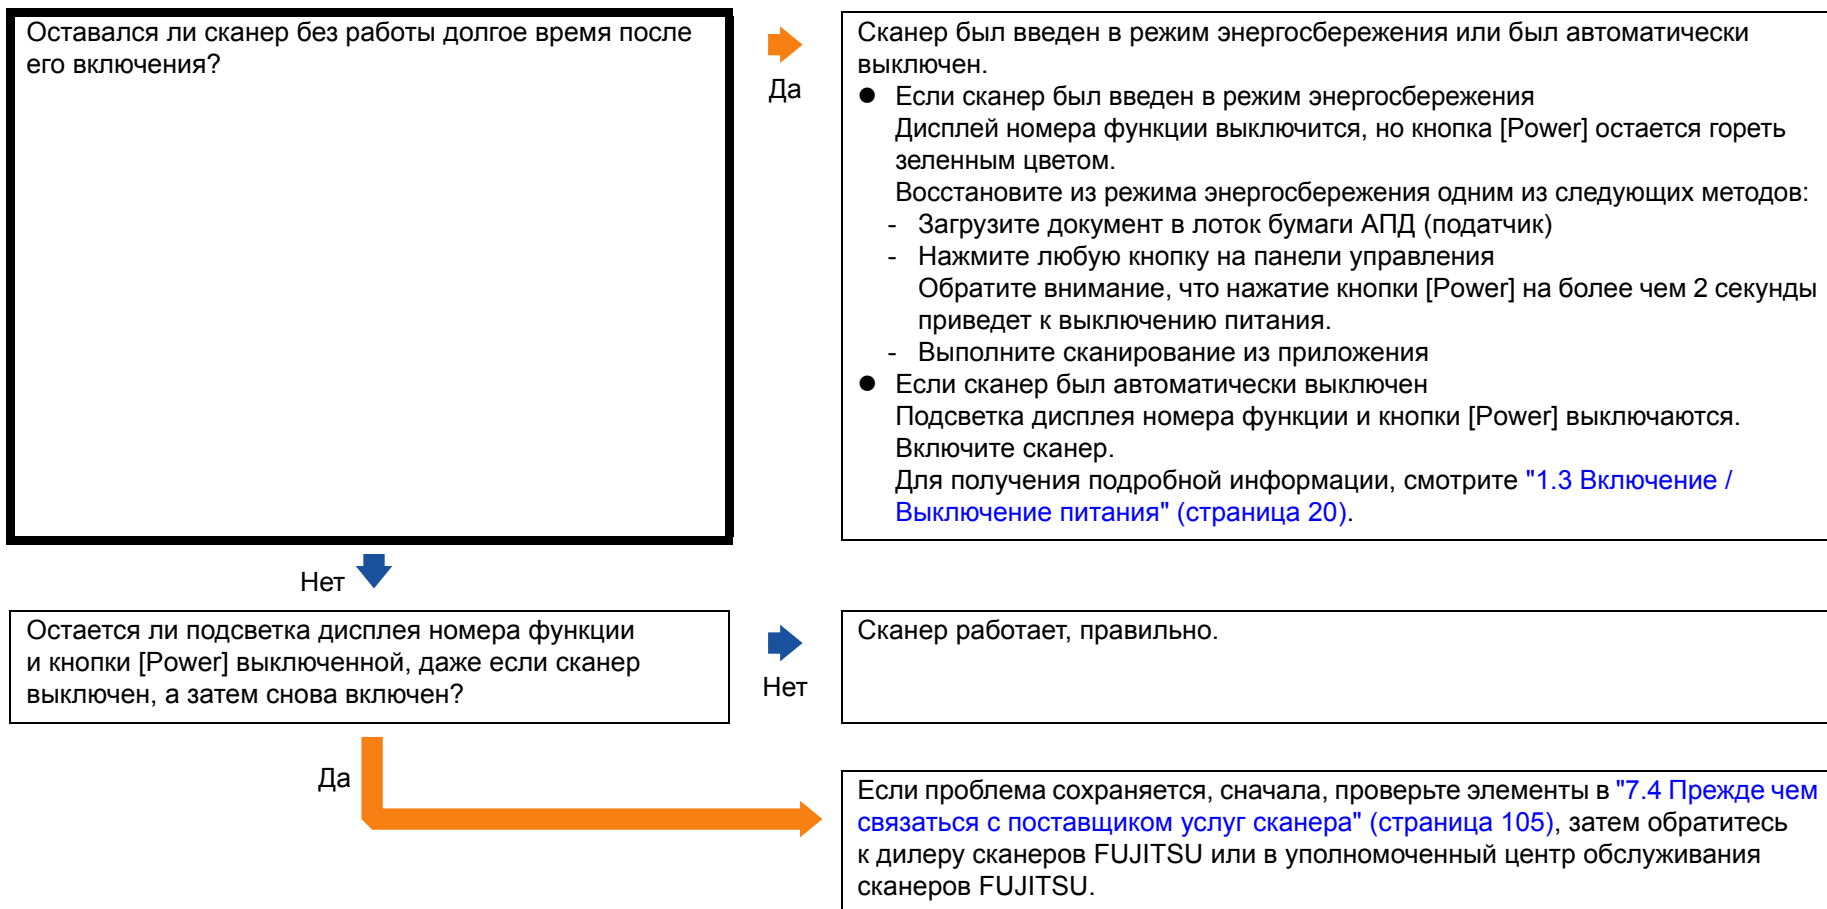 Оставался ли сканер без работы долгое время после
его включения?
Да
Сканер был введен в режим энергосбережения или был автоматически
выключен.
● Если сканер был введен в режим энергосбережения
Дисплей номера функции выключится, но кнопка [Power] остается гореть
зеленным цветом.
Восстановите из режима энергосбережения одним из следующих методов:
- Загрузите документ в лоток бумаги АПД (податчик)
- Нажмите любую кнопку на панели управления
Обратите внимание, что нажатие кнопки [Power] на более чем 2 секунды
приведет к выключению питания.
- Выполните сканирование из приложения
● Если сканер был автоматически выключен
Подсветка дисплея номера функции и кнопки [Power] выключаются.
Включите сканер.
Для получения подробной информации, смотрите "1.3 Включение /
Выключение питания" (страница 20).
Нет
Остается ли подсветка дисплея номера функции
и кнопки [Power] выключенной, даже если сканер
выключен, а затем снова включен?
Нет
Сканер работает, правильно.
Да
Если проблема сохраняется, сначала, проверьте элементы в "7.4 Прежде чем
связаться с поставщиком услуг сканера" (страница 105), затем обратитесь
к дилеру сканеров FUJITSU или в уполномоченный центр обслуживания
сканеров FUJITSU.